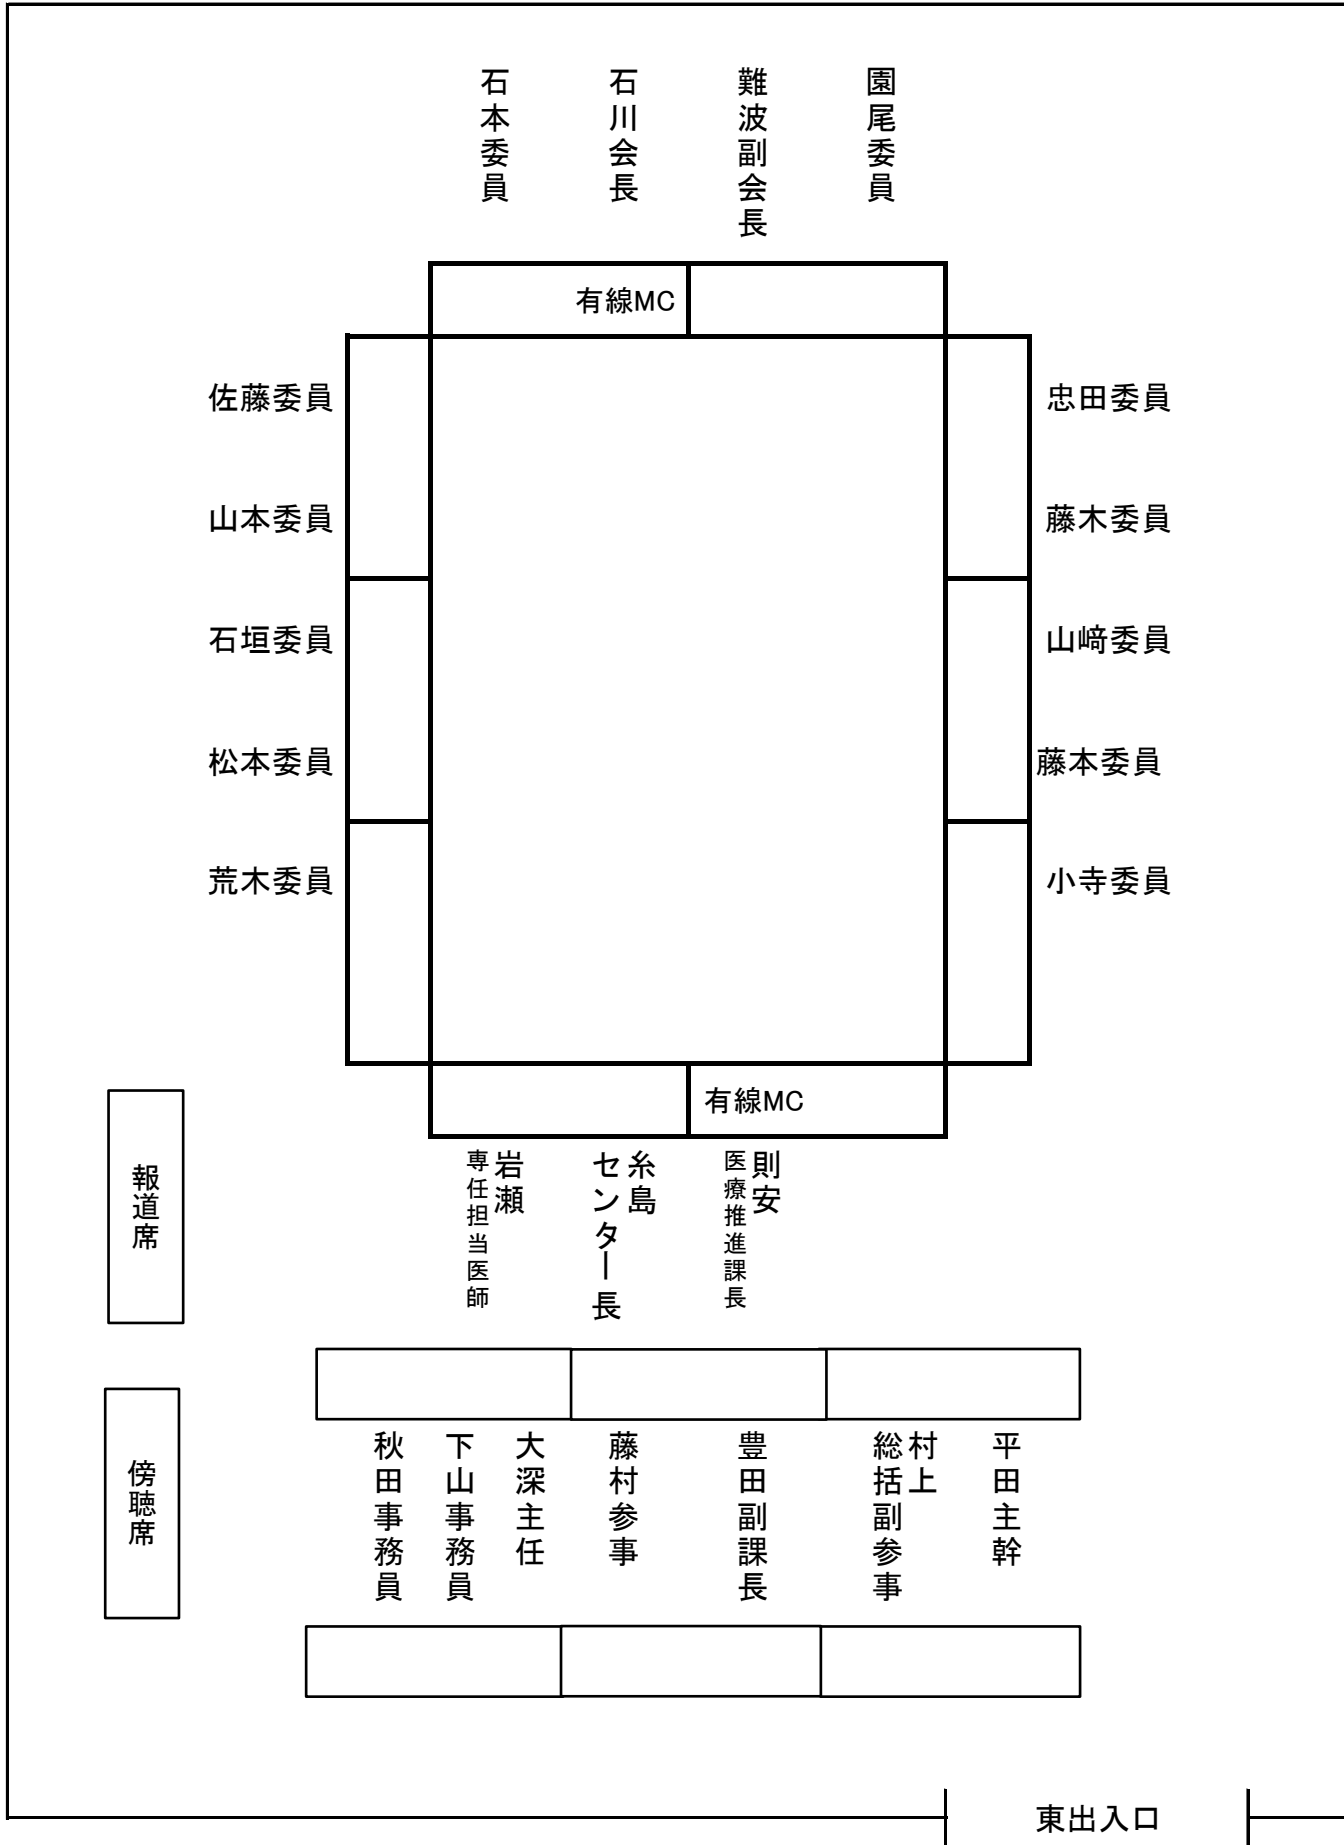 石本委員
石川会長
難波副会長
園尾委員
有線MC
佐藤委員
忠田委員
山本委員
藤木委員
石垣委員
山﨑委員
松本委員
藤本委員
荒木委員
小寺委員
有線MC
岩瀬
専任担当医師
糸島
センター長
則安
医療推進課長
報道席
傍聴席
秋田事務員
下山事務員
大深主任
藤村参事
豊田副課長
村上
総括副参事
平田主幹
東出入口